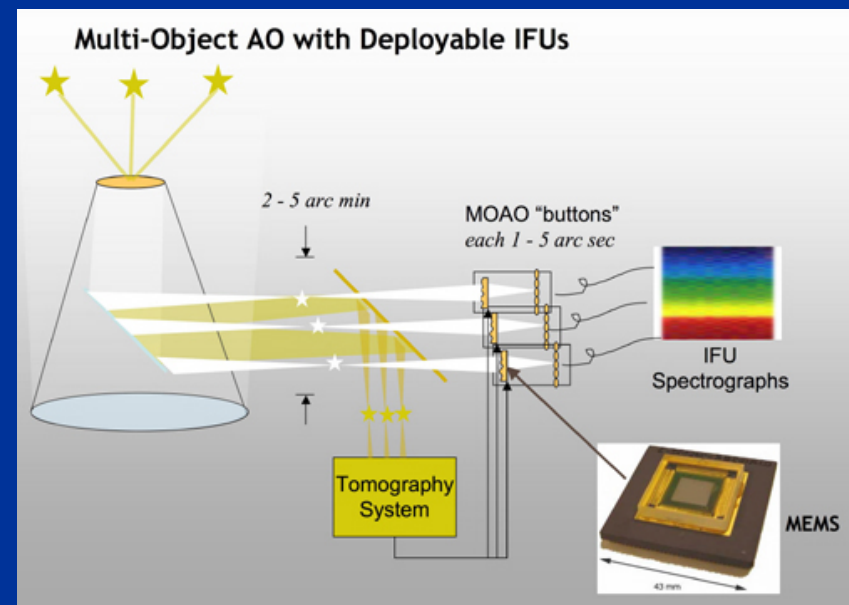 Multi-Object AO with Deployable IFUs
2 - 5 arc min
MOAO “buttons”
each 1 - 5 arc sec
IFU
Spectrographs
Tomography
System
MEMS
43 mm